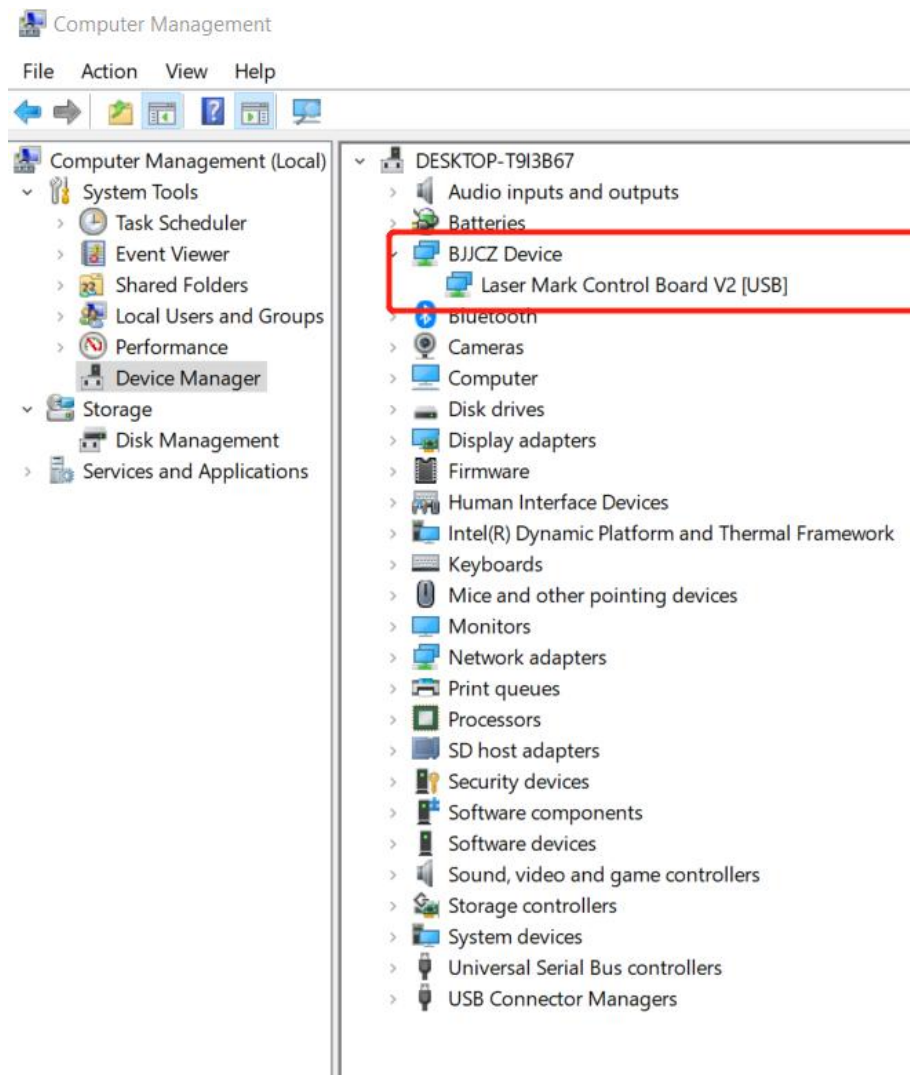 Computer Management
File Action View Help
Computer Management (Local)
System Tools
Task Scheduler
Event Viewer
Shared Folders
Local Users and Groups
Performance
Device Manager
Storage
Disk Management
Services and Applications
DESKTOP-T9I3B67
Audio inputs and outputs
Batteries
BJJCZ Device
Laser Mark Control Board V2 [USB]
Bluetooth
Cameras
Computer
Disk drives
Display adapters
Firmware
Human Interface Devices
Intel(R) Dynamic Platform and Thermal Framework
Keyboards
Mice and other pointing devices
Monitors
Network adapters
Print queues
Processors
SD host adapters
Security devices
Software components
Software devices
Sound, video and game controllers
Storage controllers
System devices
Universal Serial Bus controllers
USB Connector Managers